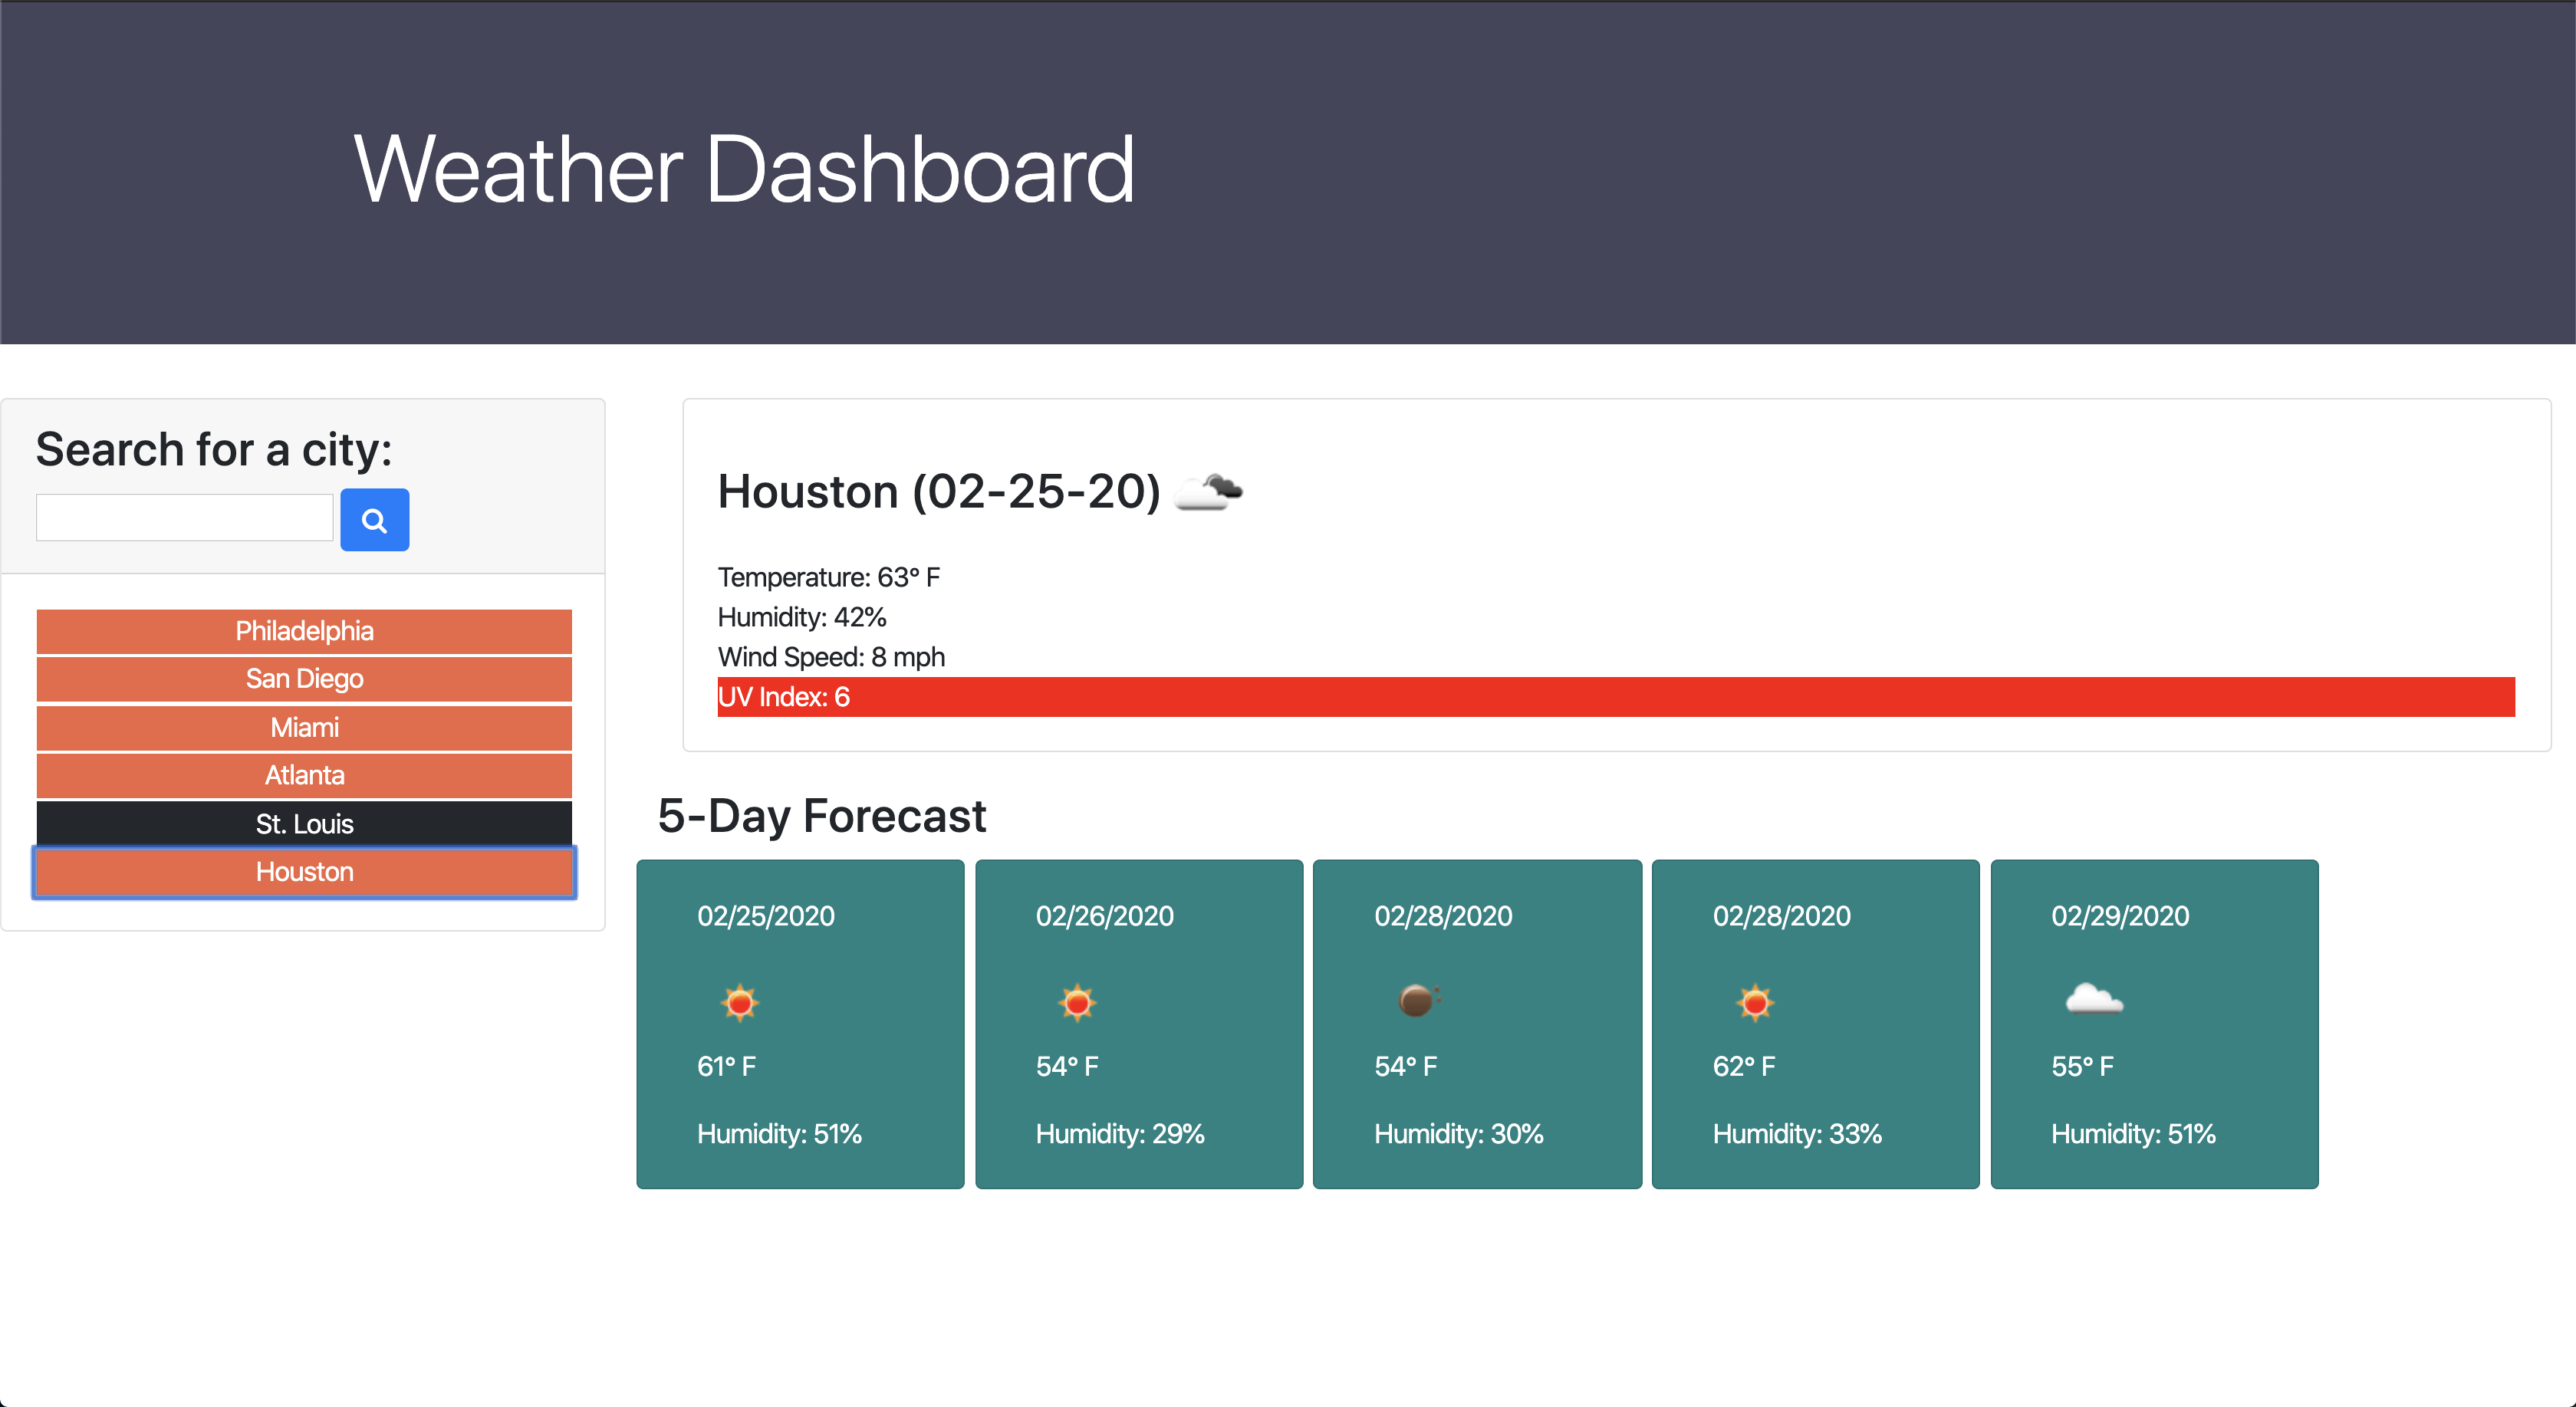 Weather Dashboard
Search for a city:
Philadelphia
San Diego
Miami
Atlanta
St. Louis
Houston
Houston (02-25-20)
Temperature: 63° F
Humidity: 42%
Wind Speed: 8 mph
UV Index: 6
5-Day Forecast
02/25/2020
61° F
Humidity: 51%
02/26/2020
54° F
Humidity: 29%
02/28/2020
54° F
Humidity: 30%
02/28/2020
62° F
Humidity: 33%
02/29/2020
55° F
Humidity: 51%